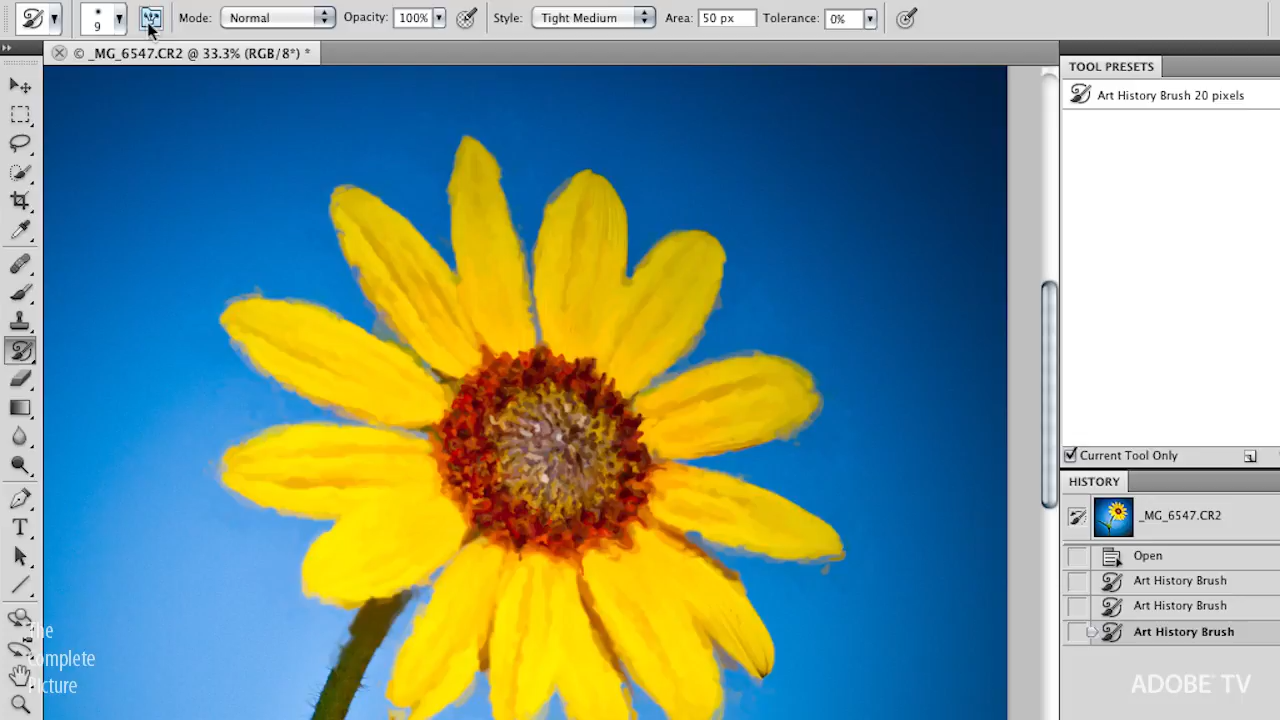 9 Mode: Normal Opacity: 100% Style: Tight Medium Area: 50 px Tolerance: 0%
© _MG_6547.CR2 @ 33.3% (RGB/8*) *
TOOL PRESETS
Art History Brush 20 pixels
Current Tool Only
HISTORY
_MG_6547.CR2
Open
Art History Brush
Art History Brush
Art History Brush
T
The
Complete
Picture
ADOBE TV